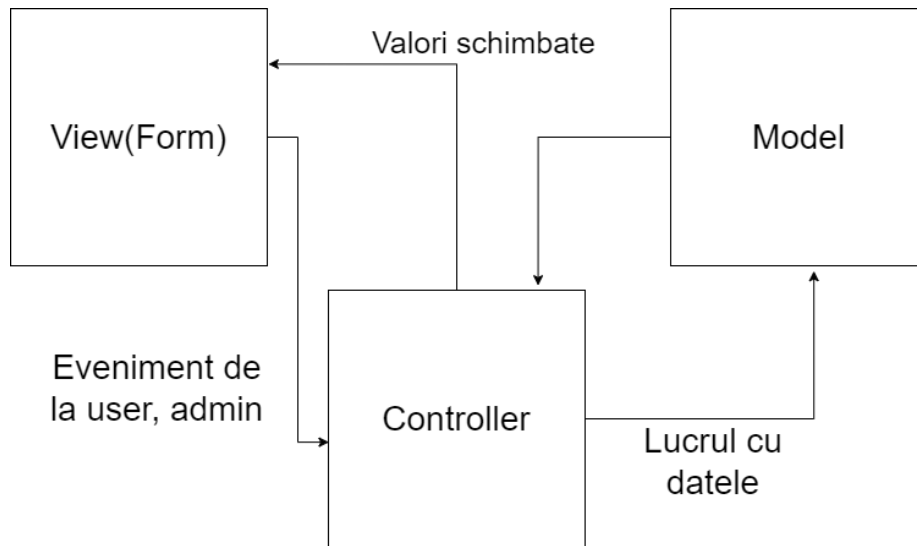 Valori schimbate
View(Form)
Model
Eveniment de
la user, admin
Controller
Lucrul cu
datele